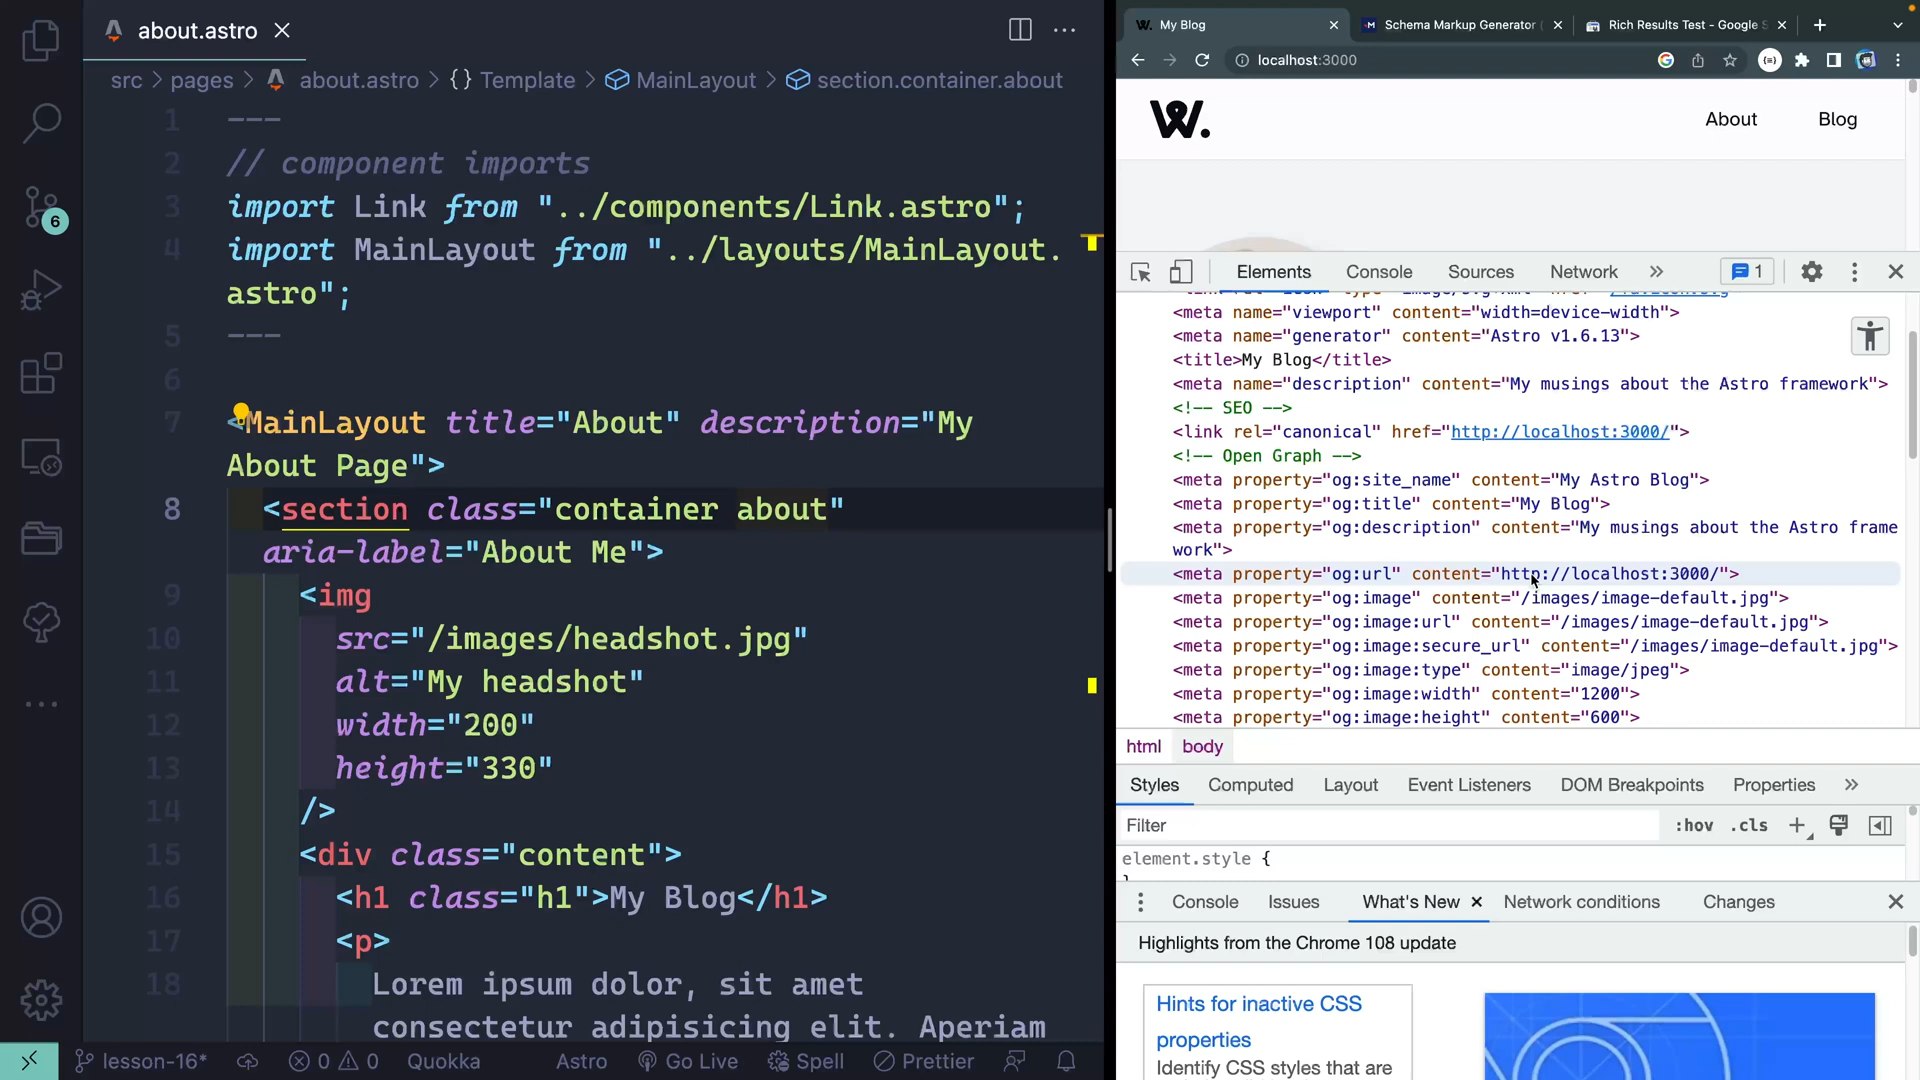 about.astro
src > pages > about.astro > {} Template > MainLayout > section.container.about
1 ---
2 // component imports
3 import Link from "../components/Link.astro";
4 import MainLayout from "../layouts/MainLayout.
astro";
5 ---
6
7 <MainLayout title="About" description="My
About Page">
8 <section class="container about"
aria-label="About Me">
9 <img
10 src="/images/headshot.jpg"
11 alt="My headshot"
12 width="200"
13 height="330"
14 />
15 <div class="content">
16 <h1 class="h1">My Blog</h1>
17 <p>
18 Lorem ipsum dolor, sit amet
consectetur adipisicing elit. Aperiam
6
lesson-16* 0 0 Quokka Astro Go Live Spell Prettier
W. My Blog
Schema Markup Generator (
Rich Results Test - Google S
localhost:3000
W. About Blog
Elements Console Sources Network 1
<meta name="viewport" content="width=device-width">
<meta name="generator" content="Astro v1.6.13">
<title>My Blog</title>
<meta name="description" content="My musings about the Astro framework">
<!-- SEO -->
<link rel="canonical" href="http://localhost:3000/">
<!-- Open Graph -->
<meta property="og:site_name" content="My Astro Blog">
<meta property="og:title" content="My Blog">
<meta property="og:description" content="My musings about the Astro frame
work">
<meta property="og:url" content="http://localhost:3000/">
<meta property="og:image" content="/images/image-default.jpg">
<meta property="og:image:url" content="/images/image-default.jpg">
<meta property="og:image:secure_url" content="/images/image-default.jpg">
<meta property="og:image:type" content="image/jpeg">
<meta property="og:image:width" content="1200">
<meta property="og:image:height" content="600">
html body
Styles Computed Layout Event Listeners DOM Breakpoints Properties
Filter :hov .cls
element.style {
Console Issues What's New Network conditions Changes
Highlights from the Chrome 108 update
Hints for inactive CSS
properties
Identify CSS styles that are